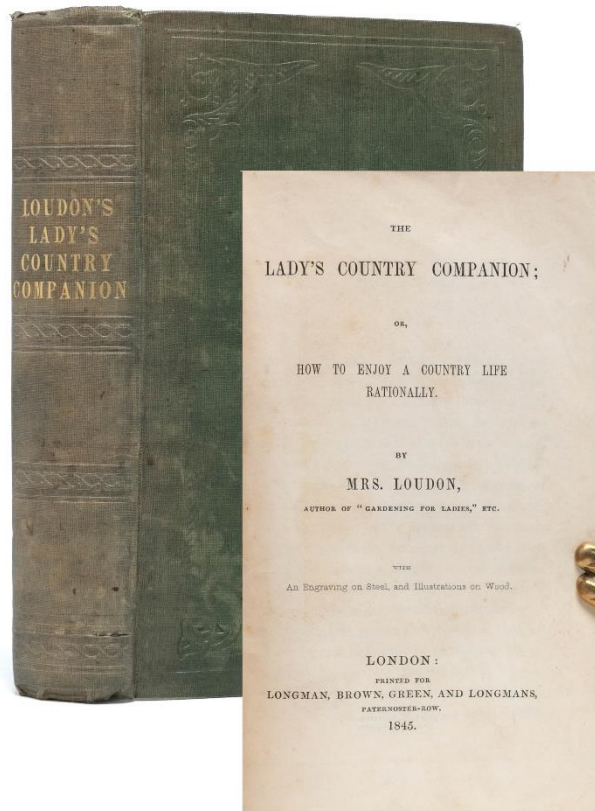 LOUDON'S
LADY'S
COUNTRY
COMPANION
THE
LADY'S COUNTRY COMPANION;
OR,
HOW TO ENJOY A COUNTRY LIFE
RATIONALLY.
BY
MRS. LOUDON,
AUTHOR OF "GARDENING FOR LADIES," ETC.
WITH
An Engraving on Steel, and Illustrations on Wood.
LONDON:
PRINTED FOR
LONGMAN, BROWN, GREEN, AND LONGMANS,
PATERNOSTER-ROW.
1845.